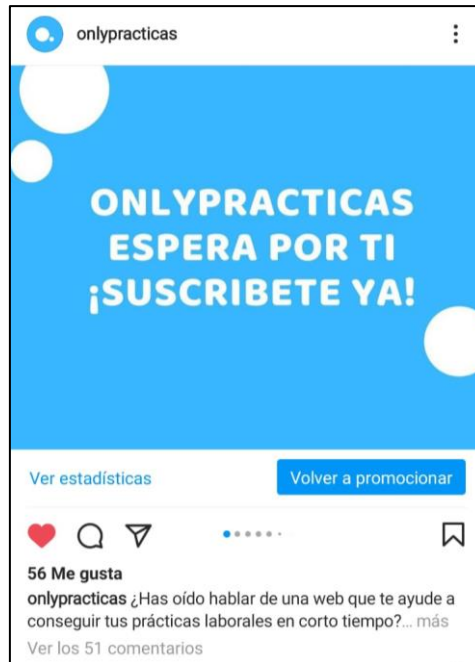 onlypracticas
ONLYPRACTICAS
ESPERA POR TI
¡SUSCRIBETE YA!
Ver estadísticas
Volver a promocionar
56 Me gusta
onlypracticas ¿Has oído hablar de una web que te ayude a
conseguir tus prácticas laborales en corto tiempo?... más
Ver los 51 comentarios